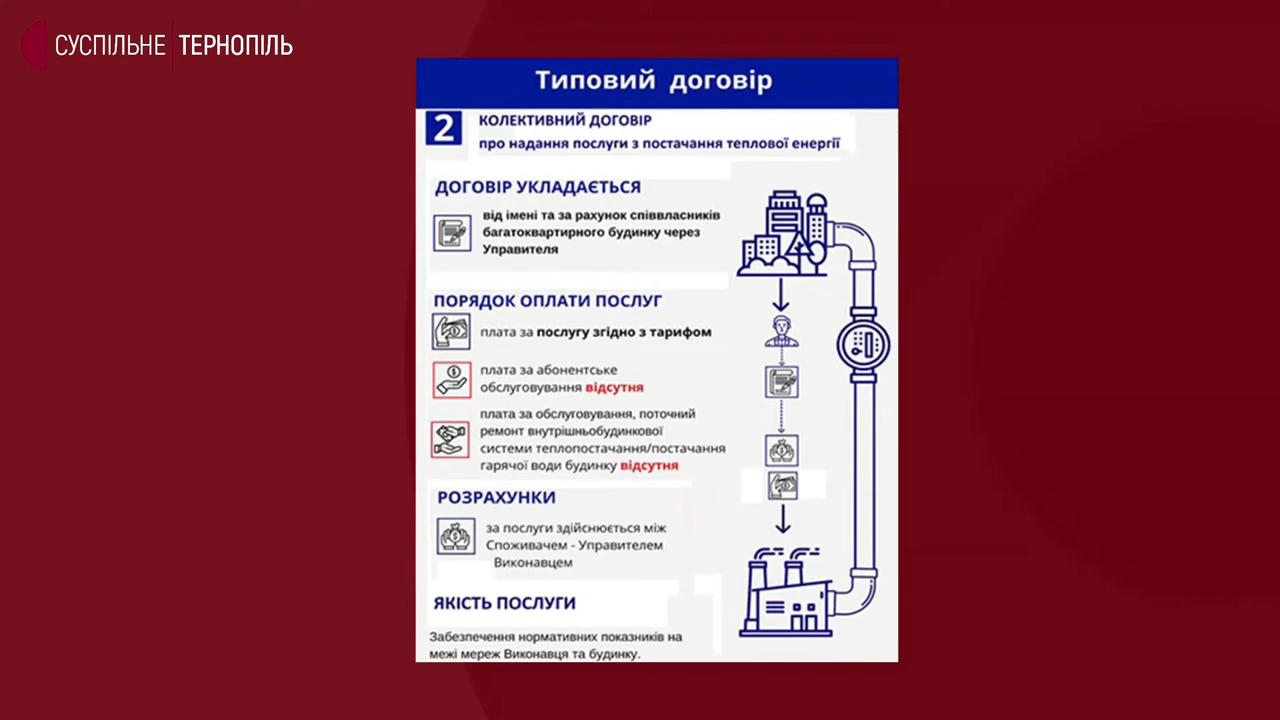 СУСПІЛЬНЕ ТЕРНОПІЛЬ
Типовий договір
2
КОЛЕКТИВНИЙ ДОГОВІР
про надання послуги з постачання теплової енергії
ДОГОВІР УКЛАДАЄТЬСЯ
від імені та за рахунок співвласників
багатоквартирного будинку через
Управителя
ПОРЯДОК ОПЛАТИ ПОСЛУГ
плата за послугу згідно з тарифом
плата за абонентське
обслуговування відсутня
плата за обслуговування, поточний
ремонт внутрішньобудинкової
системи теплопостачання/постачання
гарячої води будинку відсутня
РОЗРАХУНКИ
за послуги здійснюється між
Споживачем - Управителем
Виконавцем
ЯКІСТЬ ПОСЛУГИ
Забезпечення нормативних показників на
межі мереж Виконавця та будинку.